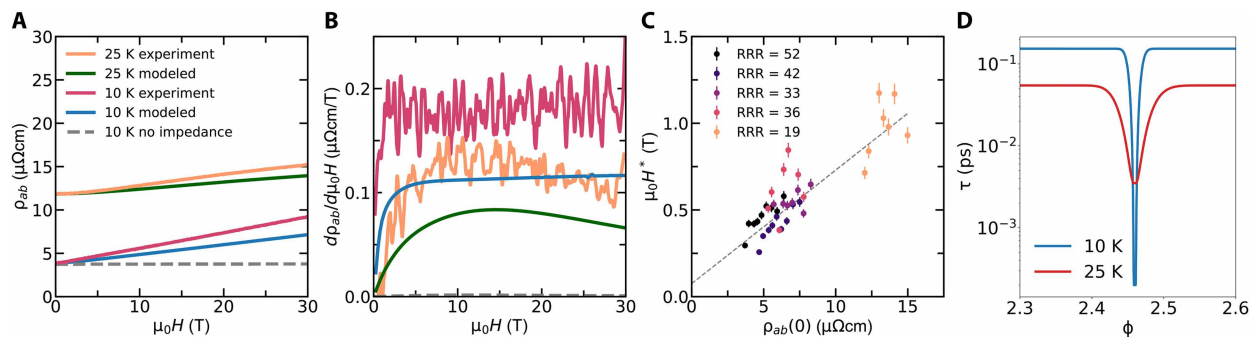 A
ρab (μΩcm)
30
25
20
15
10
5
0
25 K experiment
25 K modeled
10 K experiment
10 K modeled
10 K no impedance
0
10
20
30
μ0H (T)
B
dρab/dμ0H (μΩcm/T)
0.2
0.1
0.0
0
10
20
30
μ0H (T)
C
μ0H* (T)
1.5
1.0
0.5
0.0
RRR = 52
RRR = 42
RRR = 33
RRR = 36
RRR = 19
0
5
10
15
ρab(0) (μΩcm)
D
τ (ps)
10⁻¹
10⁻²
10⁻³
10 K
25 K
2.3
2.4
2.5
2.6
ϕ